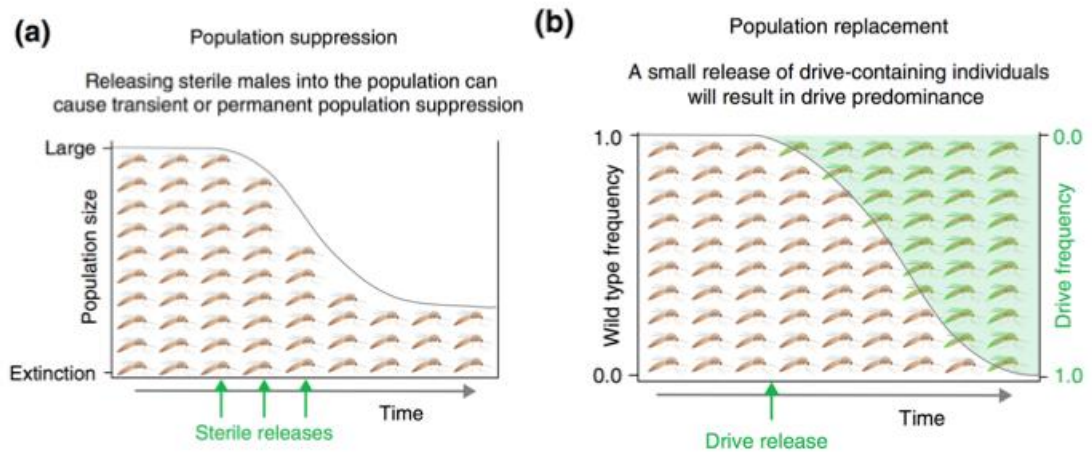 (a)
Population suppression
Releasing sterile males into the population can
cause transient or permanent population suppression
Large
Population size
Extinction
Time
Sterile releases
(b)
Population replacement
A small release of drive-containing individuals
will result in drive predominance
1.0
Wild type frequency
0.0
0.0
Drive frequency
1.0
Time
Drive release